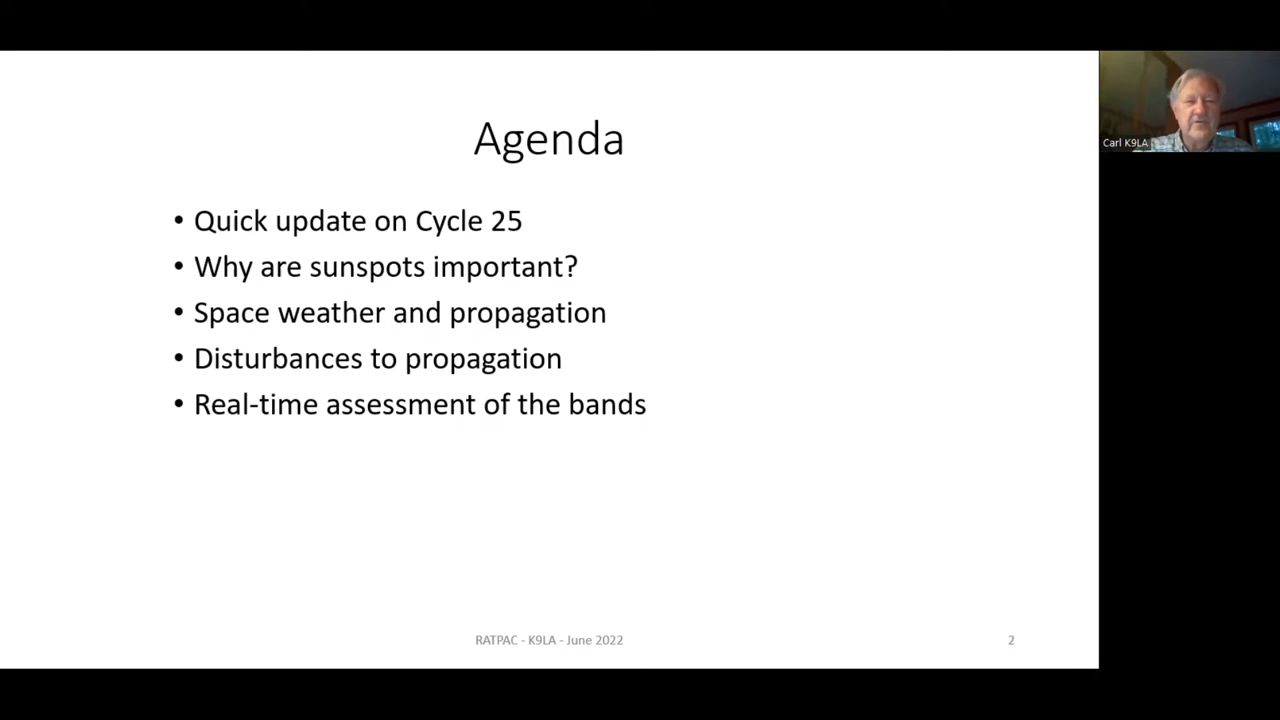 Agenda
• Quick update on Cycle 25
• Why are sunspots important?
• Space weather and propagation
• Disturbances to propagation
• Real-time assessment of the bands
RATPAC - K9LA - June 2022
2
Carl K9LA